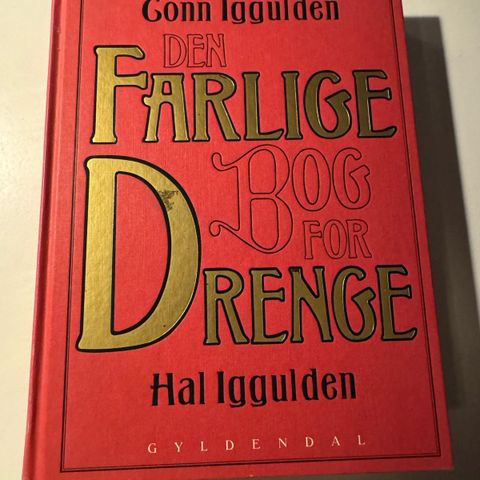 Conn Iggulden
DEN
FARLIGE
BOG
FOR
DRENGE
Hal Iggulden
GYLDENDAL